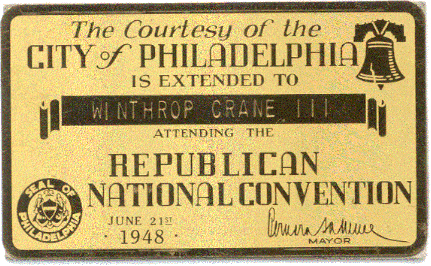 The Courtesy of the
CITY of PHILADELPHIA
IS EXTENDED TO
WINTHROP CRANE III
ATTENDING THE
REPUBLICAN
NATIONAL CONVENTION
SEAL OF
PHILADELPHIA
JUNE 21ST
· 1948 ·
MAYOR